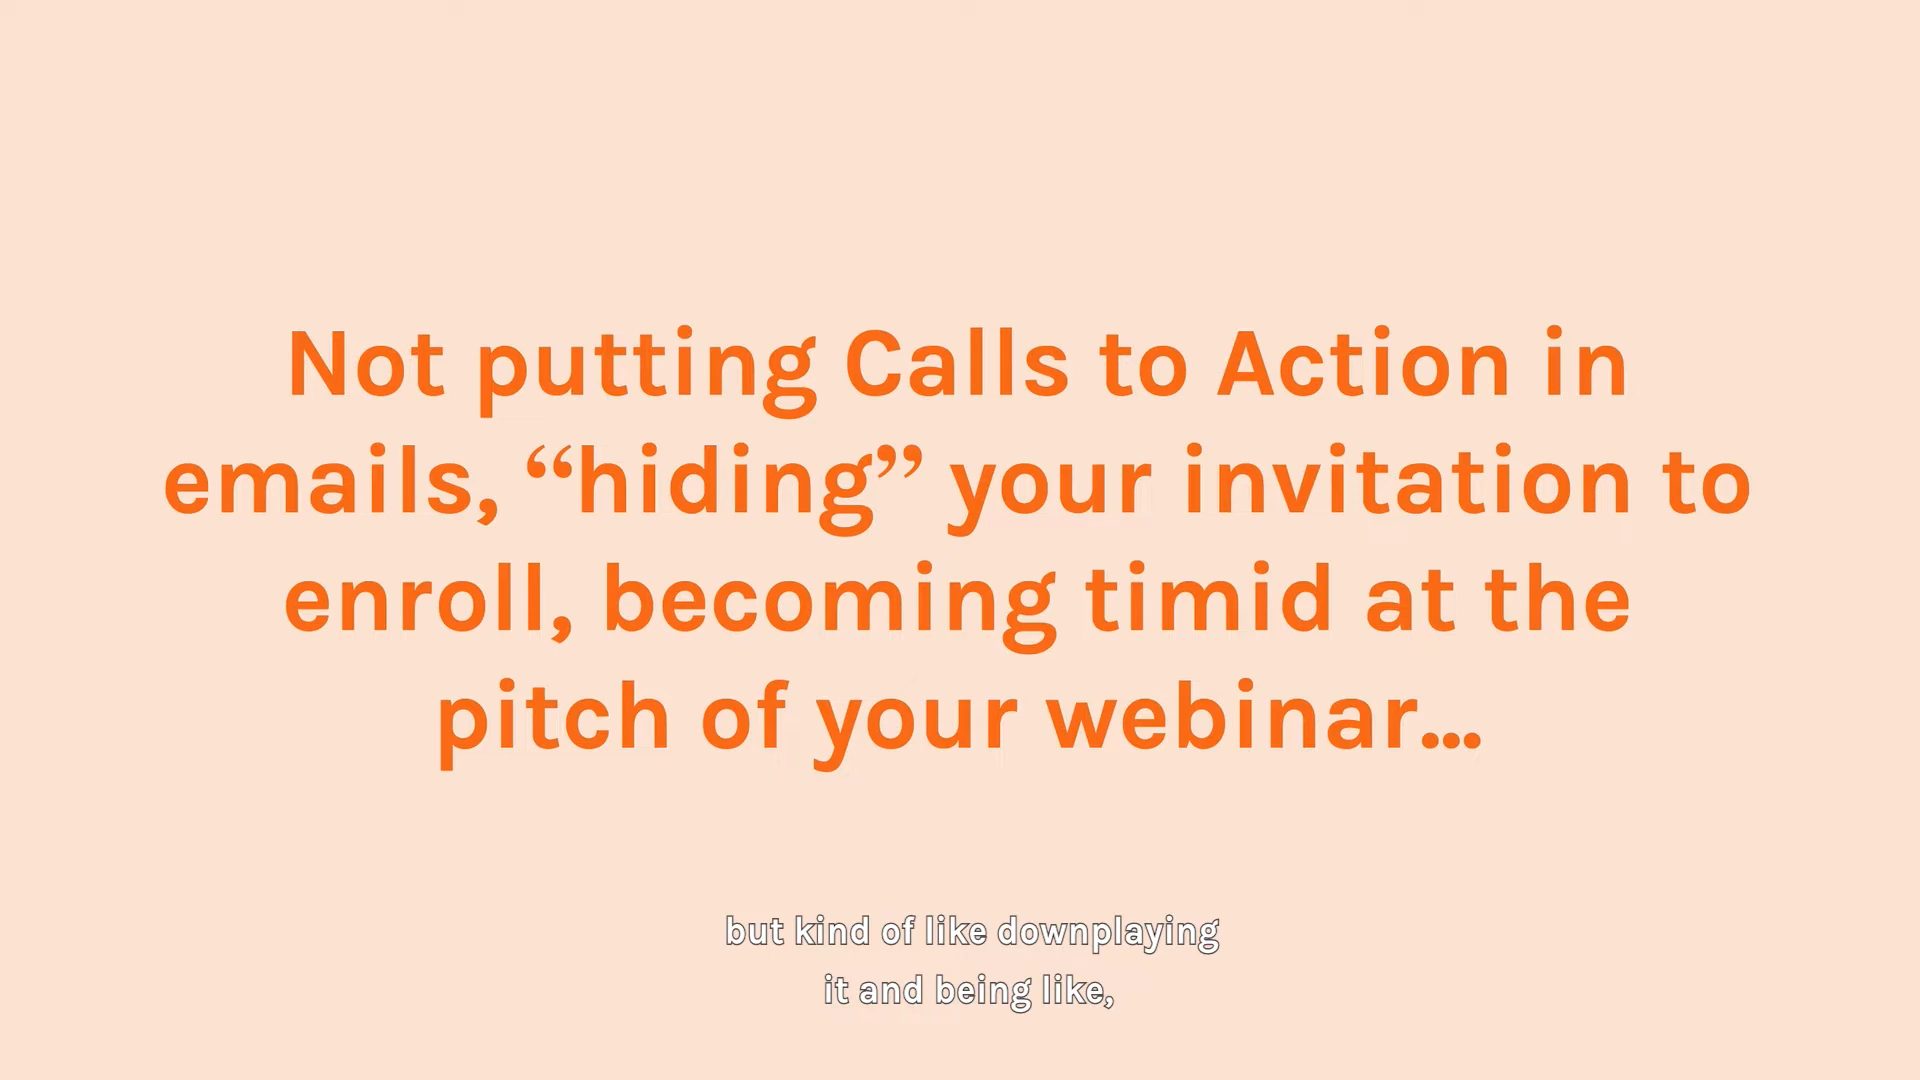 Not putting Calls to Action in
emails, “hiding” your invitation to
enroll, becoming timid at the
pitch of your webinar...
but kind of like downplaying
it and being like,